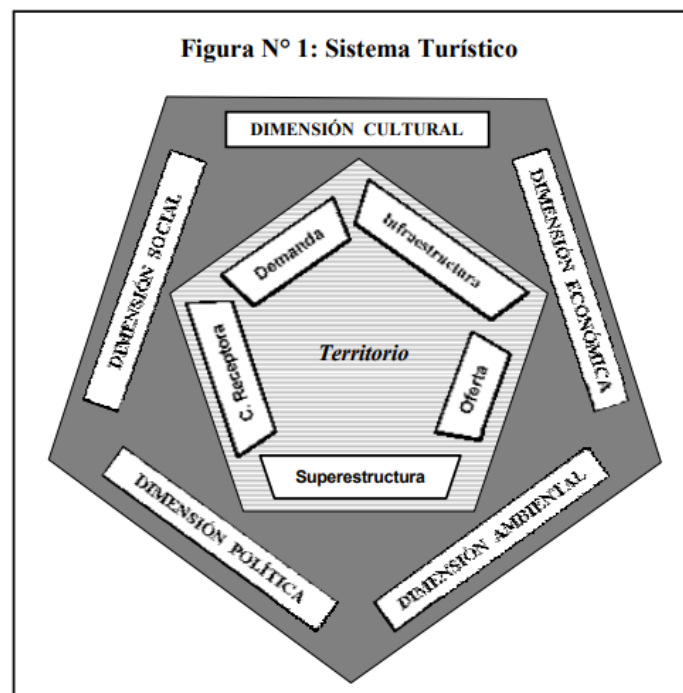 Figura N° 1: Sistema Turístico
DIMENSIÓN CULTURAL
DIMENSIÓN SOCIAL
DIMENSIÓN ECONÓMICA
Demanda
Infraestructura
C. Receptora
Territorio
Oferta
Superestructura
DIMENSIÓN POLÍTICA
DIMENSIÓN AMBIENTAL